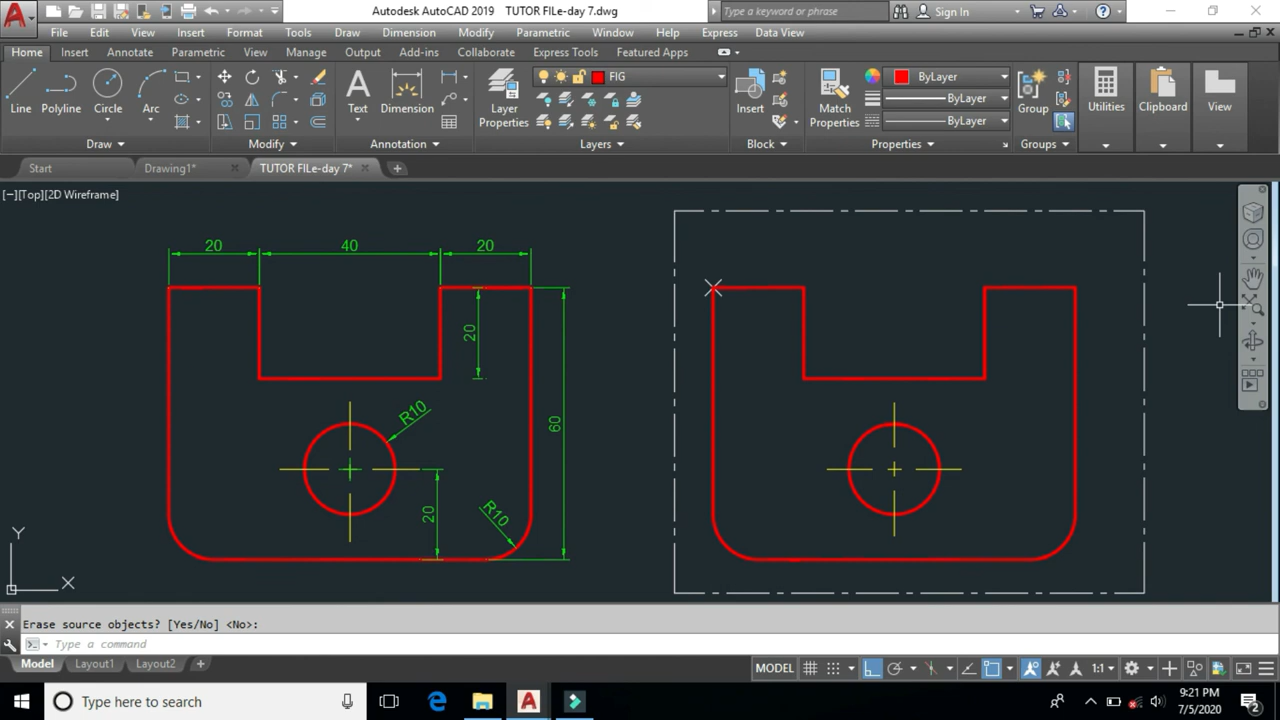 Autodesk AutoCAD 2019 TUTOR FILe-day 7.dwg
Type a keyword or phrase
Sign In
File Edit View Insert Format Tools Draw Dimension Modify Parametric Window Help Express Data View
Home Insert Annotate Parametric View Manage Output Add-ins Collaborate Express Tools Featured Apps
Line
Polyline
Circle
Arc
Text
Dimension
Layer
Properties
FIG
Insert
Match
Properties
ByLayer
ByLayer
ByLayer
Group
Utilities
Clipboard
View
Draw
Modify
Annotation
Layers
Block
Properties
Groups
Start
Drawing1*
TUTOR FILe-day 7*
[−][Top][2D Wireframe]
20 40 20
20
R10
60
20
R10
Y
X
Erase source objects? [Yes/No] <No>:
Type a command
Model Layout1 Layout2
MODEL
1:1
Type here to search
9:21 PM
7/5/2020
2